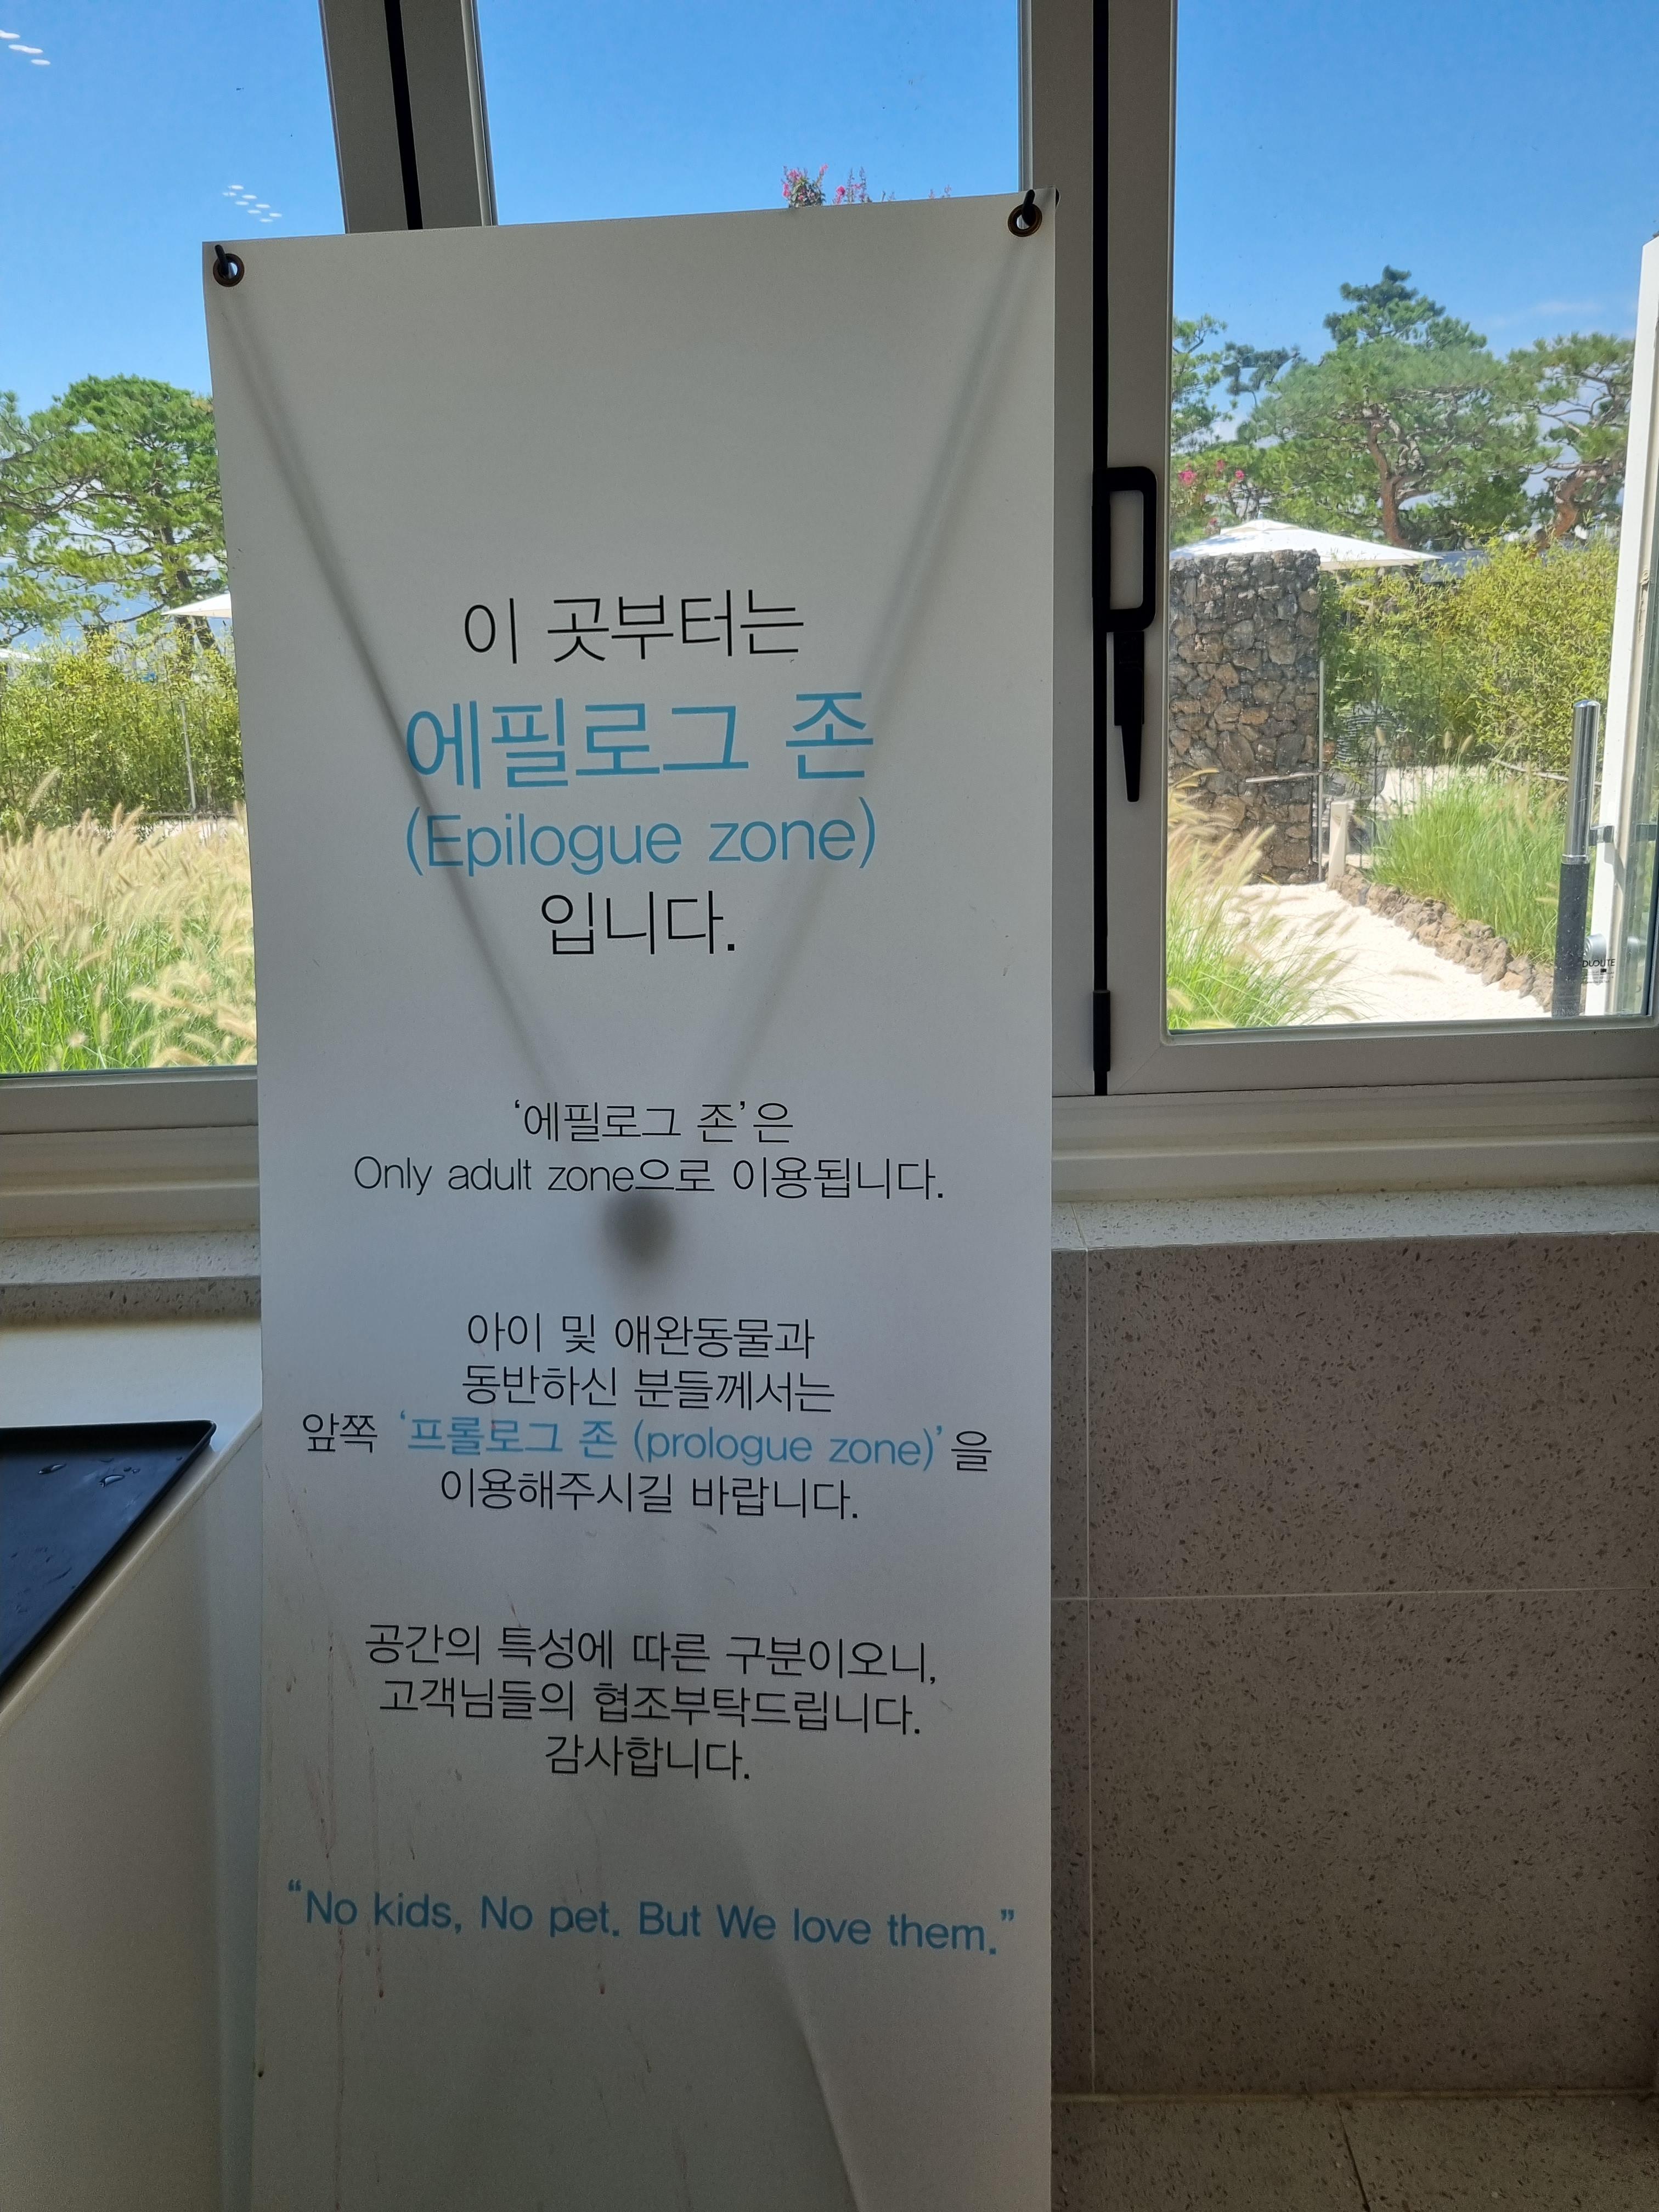 이 곳부터는
에필로그 존
(Epilogue zone)
입니다.
‘에필로그 존’은
Only adult zone으로 이용됩니다.
아이 및 애완동물과
동반하신 분들께서는
앞쪽 ‘프롤로그 존 (prologue zone)’을
이용해주시길 바랍니다.
공간의 특성에 따른 구분이오니,
고객님들의 협조부탁드립니다.
감사합니다.
“No kids, No pet. But We love them.”